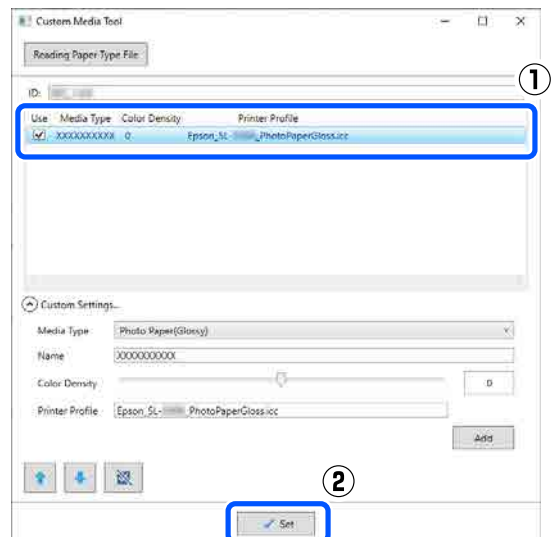 Custom Media Tool
Reading Paper Type File
①
ID:
Use Media Type Color Density Printer Profile
XXXXXXXXXX 0 Epson_SL- _PhotoPaperGloss.icc
Custom Settings...
Media Type Photo Paper(Glossy)
Name XXXXXXXXXX
Color Density 0
Printer Profile Epson_SL- _PhotoPaperGloss.icc
Add
②
Set